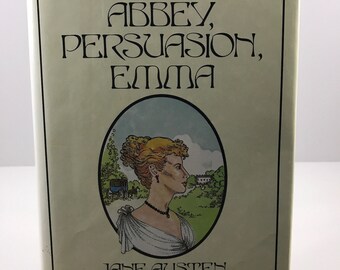 ABBEY,
PERSUASION,
EMMA
JANE AUSTEN